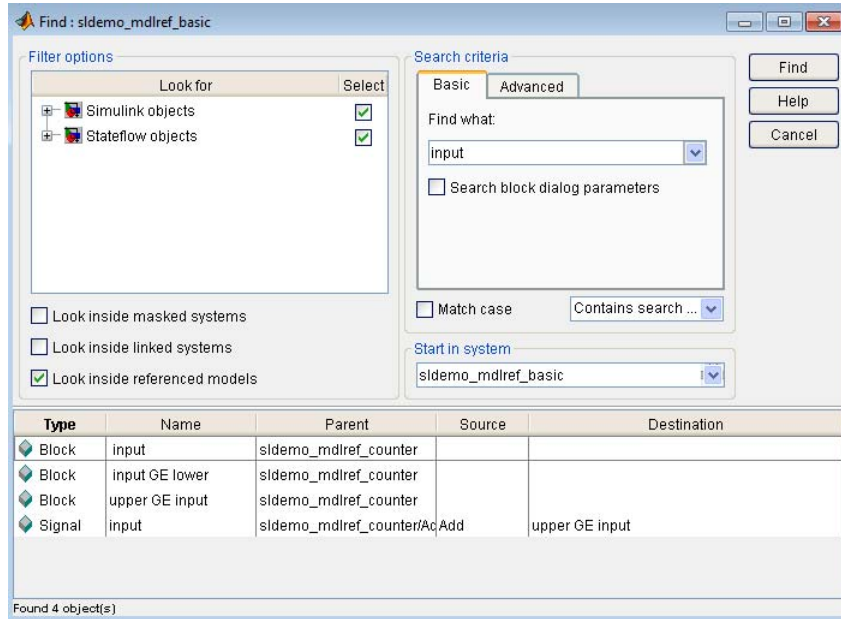 Find : sldemo_mdlref_basic
Filter options
Look for Select
Simulink objects
Stateflow objects
Look inside masked systems
Look inside linked systems
Look inside referenced models
Search criteria
Basic Advanced
Find what:
input
Search block dialog parameters
Match case Contains search ...
Start in system
sldemo_mdlref_basic
Find
Help
Cancel
Type Name Parent Source Destination
Block input sldemo_mdlref_counter
Block input GE lower sldemo_mdlref_counter
Block upper GE input sldemo_mdlref_counter
Signal input sldemo_mdlref_counter/Ad Add upper GE input
Found 4 object(s)